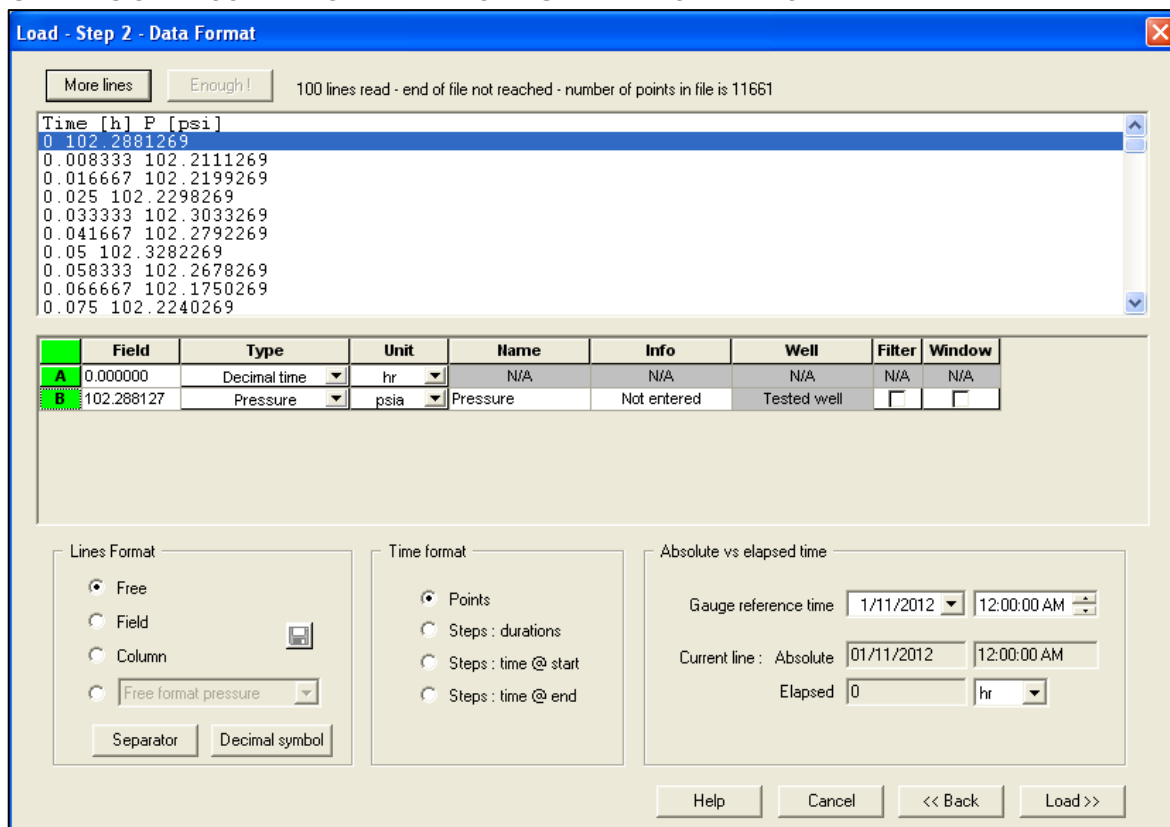 Load - Step 2 - Data Format
More lines Enough ! 100 lines read - end of file not reached - number of points in file is 11661
Time [h] P [psi]
0 102.2881269
0.008333 102.2111269
0.016667 102.2199269
0.025 102.2298269
0.033333 102.3033269
0.041667 102.2792269
0.05 102.3282269
0.058333 102.2678269
0.066667 102.1750269
0.075 102.2240269
Field Type Unit Name Info Well Filter Window
A 0.000000 Decimal time hr N/A N/A N/A N/A N/A
B 102.288127 Pressure psia Pressure Not entered Tested well
Lines Format
Free
Field
Column
Free format pressure
Separator Decimal symbol
Time format
Points
Steps : durations
Steps : time @ start
Steps : time @ end
Absolute vs elapsed time
Gauge reference time 1/11/2012 12:00:00 AM
Current line : Absolute 01/11/2012 12:00:00 AM
Elapsed 0 hr
Help Cancel << Back Load >>